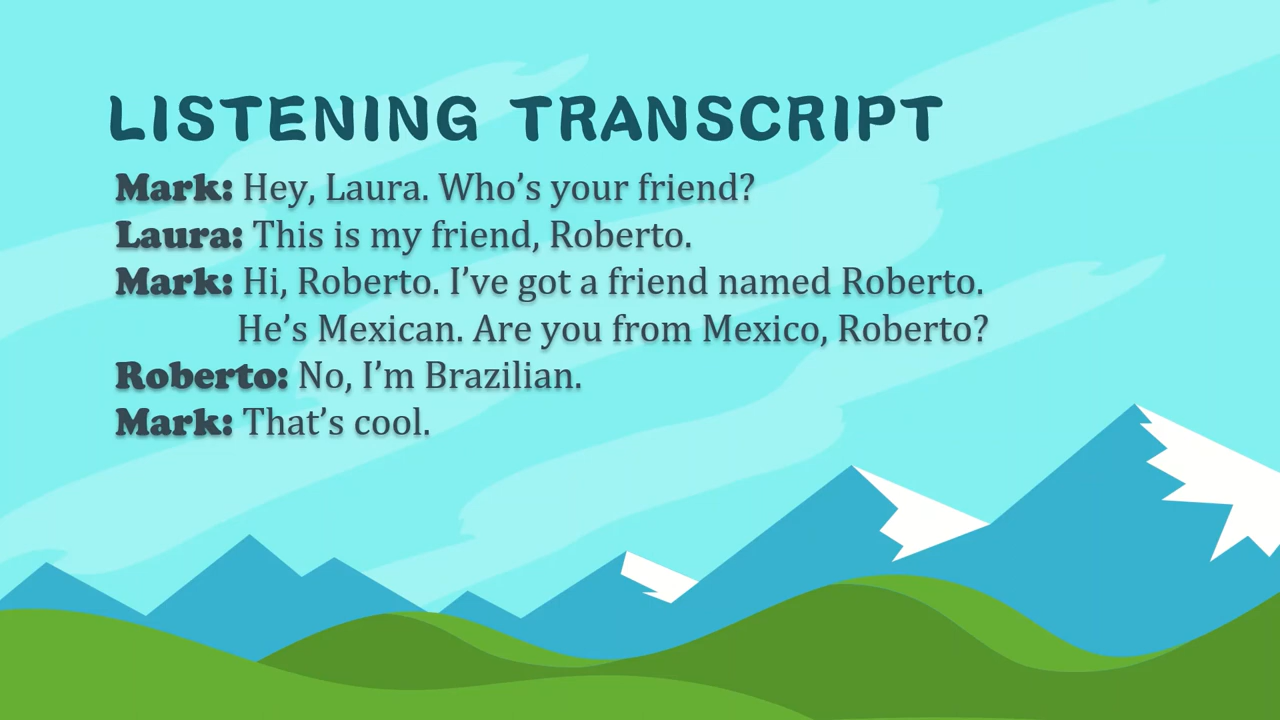 LISTENING TRANSCRIPT
Mark: Hey, Laura. Who’s your friend?
Laura: This is my friend, Roberto.
Mark: Hi, Roberto. I’ve got a friend named Roberto.
He’s Mexican. Are you from Mexico, Roberto?
Roberto: No, I’m Brazilian.
Mark: That’s cool.